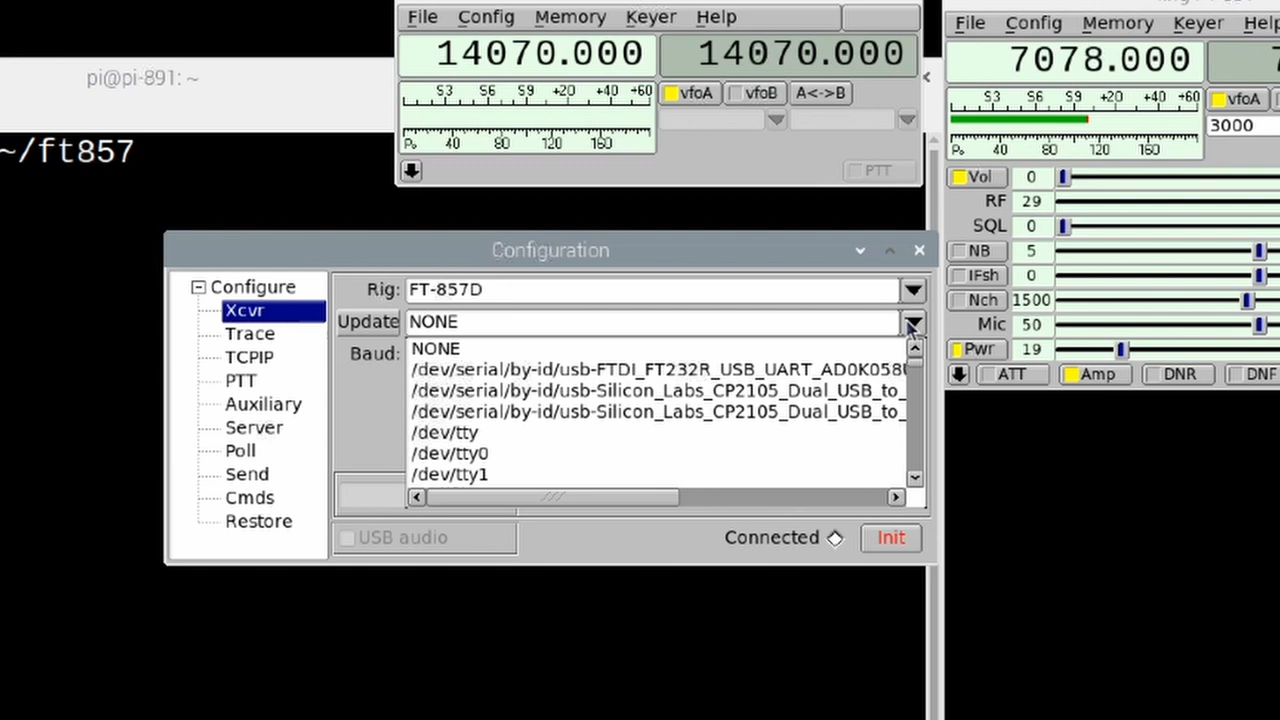 pi@pi-891: ~
~/ft857
File Config Memory Keyer Help
14070.000 14070.000
S3 S6 S9 +20 +40 +60
vfoA vfoB A<->B
Po 40 80 120 160
PTT
File Config Memory Keyer Help
7078.000
S3 S6 S9 +20 +40 +60
vfoA
3000
Po 40 80 120 160
Vol 0
RF 29
SQL 0
NB 5
IFsh 0
Nch 1500
Mic 50
Pwr 19
ATT Amp DNR DNF
Configuration
Configure
Xcvr
Trace
TCPIP
PTT
Auxiliary
Server
Poll
Send
Cmds
Restore
Rig: FT-857D
Update NONE
Baud:
NONE
/dev/serial/by-id/usb-FTDI_FT232R_USB_UART_AD0K058
/dev/serial/by-id/usb-Silicon_Labs_CP2105_Dual_USB_to_
/dev/serial/by-id/usb-Silicon_Labs_CP2105_Dual_USB_to_
/dev/tty
/dev/tty0
/dev/tty1
USB audio
Connected
Init